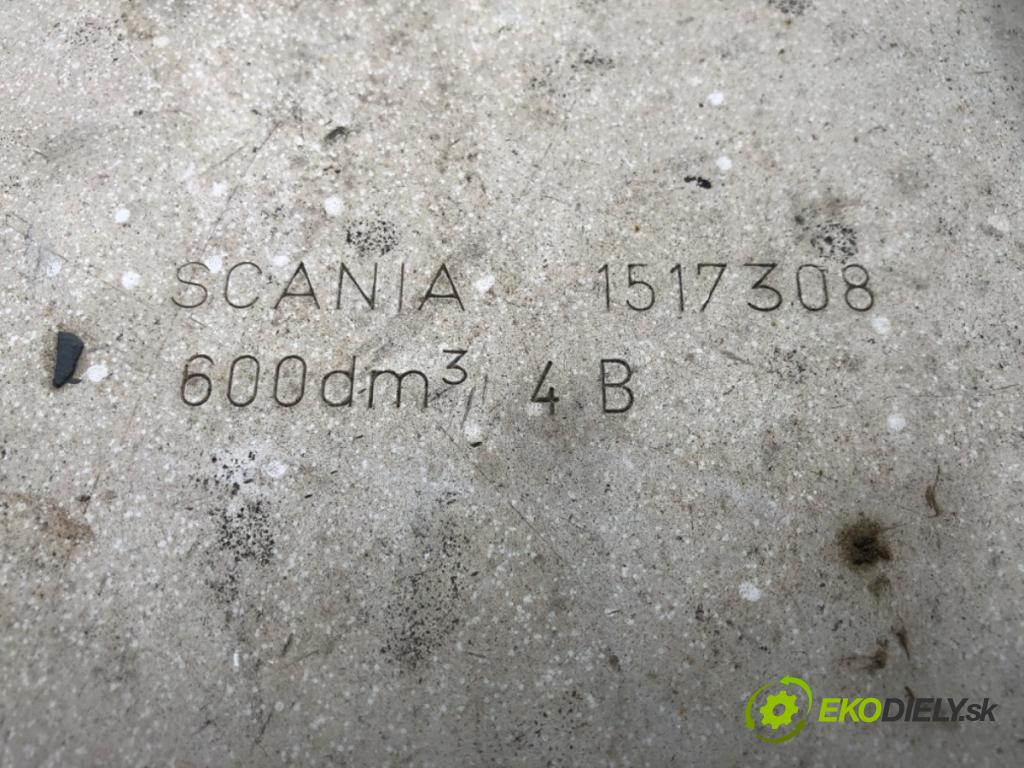 SCANIA 1517308
600dm³ 4 B
EKODIELY.sk